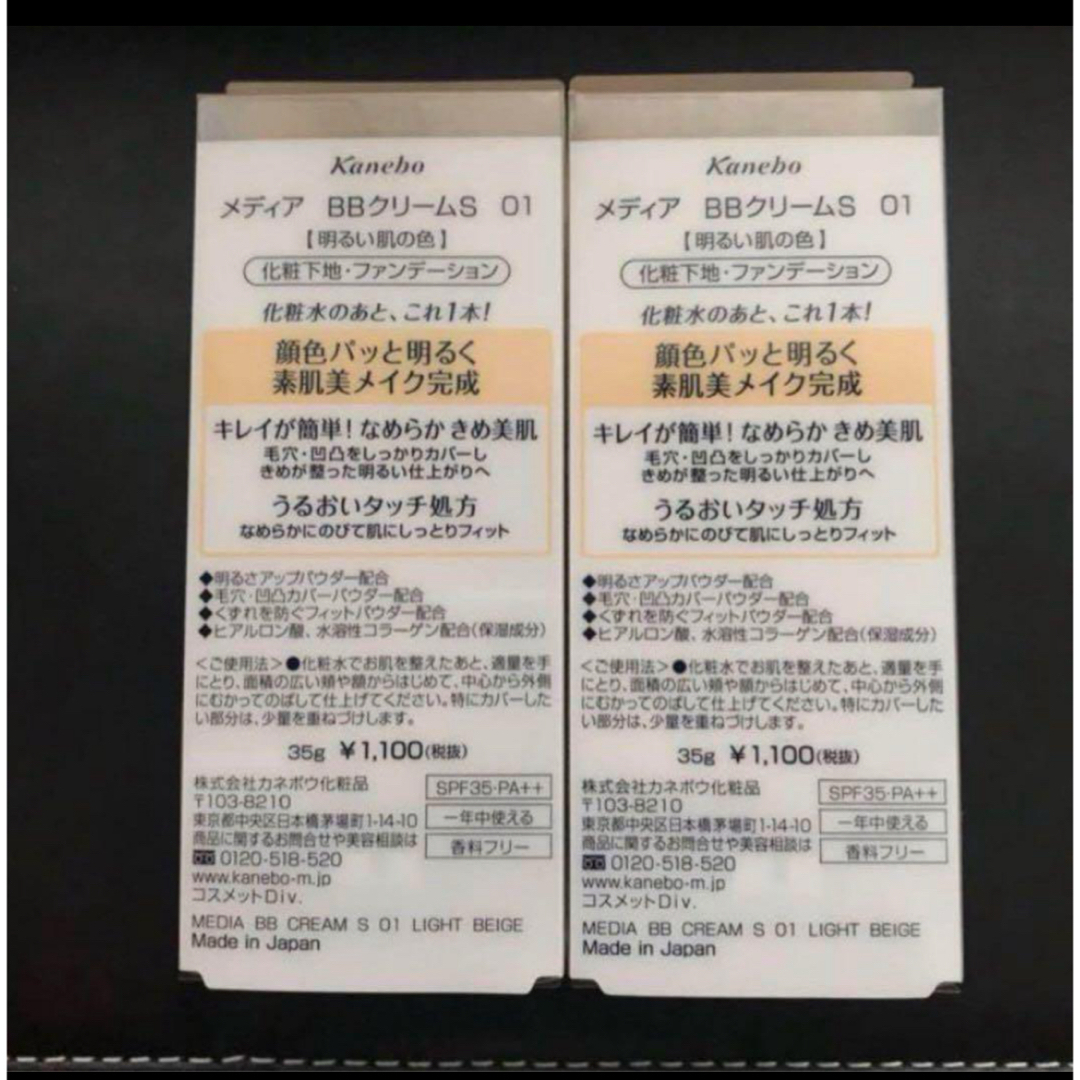 Kanebo
メディア BBクリームS 01
【明るい肌の色】
化粧下地・ファンデーション
化粧水のあと、これ1本!
顔色パッと明るく
素肌美メイク完成
キレイが簡単! なめらか きめ美肌
毛穴・凹凸をしっかりカバーし
きめが整った明るい仕上がりへ
うるおいタッチ処方
なめらかにのびて肌にしっとりフィット
◆明るさアップパウダー配合
◆毛穴・凹凸カバーパウダー配合
◆くずれを防ぐフィットパウダー配合
◆ヒアルロン酸、水溶性コラーゲン配合(保湿成分)
<ご使用法>●化粧水でお肌を整えたあと、適量を手
にとり、面積の広い頬や額からはじめて、中心から外側
にむかってのばして仕上げてください。特にカバーした
い部分は、少量を重ねづけします。
35g ¥1,100(税抜)
株式会社カネボウ化粧品
〒103-8210
東京都中央区日本橋茅場町1-14-10
商品に関するお問合せや美容相談は
0120-518-520
www.kanebo-m.jp
コスメットDiv.
SPF35・PA++
一年中使える
香料フリー
MEDIA BB CREAM S 01 LIGHT BEIGE
Made in Japan
Kanebo
メディア BBクリームS 01
【明るい肌の色】
化粧下地・ファンデーション
化粧水のあと、これ1本!
顔色パッと明るく
素肌美メイク完成
キレイが簡単! なめらか きめ美肌
毛穴・凹凸をしっかりカバーし
きめが整った明るい仕上がりへ
うるおいタッチ処方
なめらかにのびて肌にしっとりフィット
◆明るさアップパウダー配合
◆毛穴・凹凸カバーパウダー配合
◆くずれを防ぐフィットパウダー配合
◆ヒアルロン酸、水溶性コラーゲン配合(保湿成分)
<ご使用法>●化粧水でお肌を整えたあと、適量を手
にとり、面積の広い頬や額からはじめて、中心から外側
にむかってのばして仕上げてください。特にカバーした
い部分は、少量を重ねづけします。
35g ¥1,100(税抜)
株式会社カネボウ化粧品
〒103-8210
東京都中央区日本橋茅場町1-14-10
商品に関するお問合せや美容相談は
0120-518-520
www.kanebo-m.jp
コスメットDiv.
SPF35・PA++
一年中使える
香料フリー
MEDIA BB CREAM S 01 LIGHT BEIGE
Made in Japan